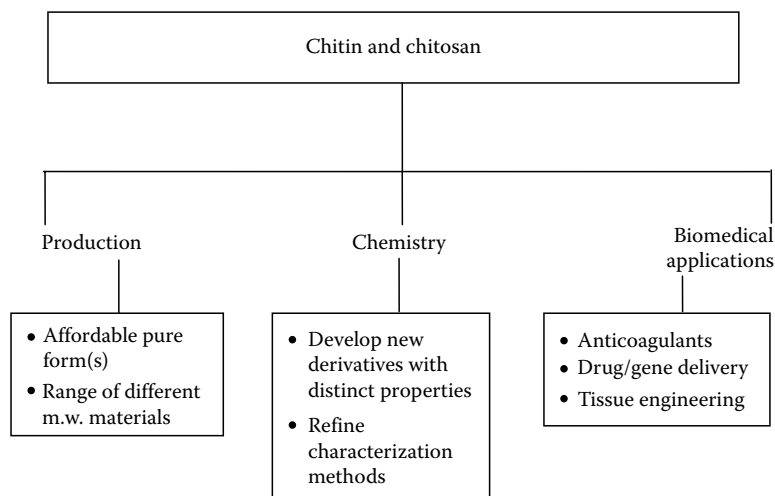 Chitin and chitosan
Production
Chemistry
Biomedical
applications
• Affordable pure
form(s)
• Range of different
m.w. materials
• Develop new
derivatives with
distinct properties
• Refine
characterization
methods
• Anticoagulants
• Drug/gene delivery
• Tissue engineering